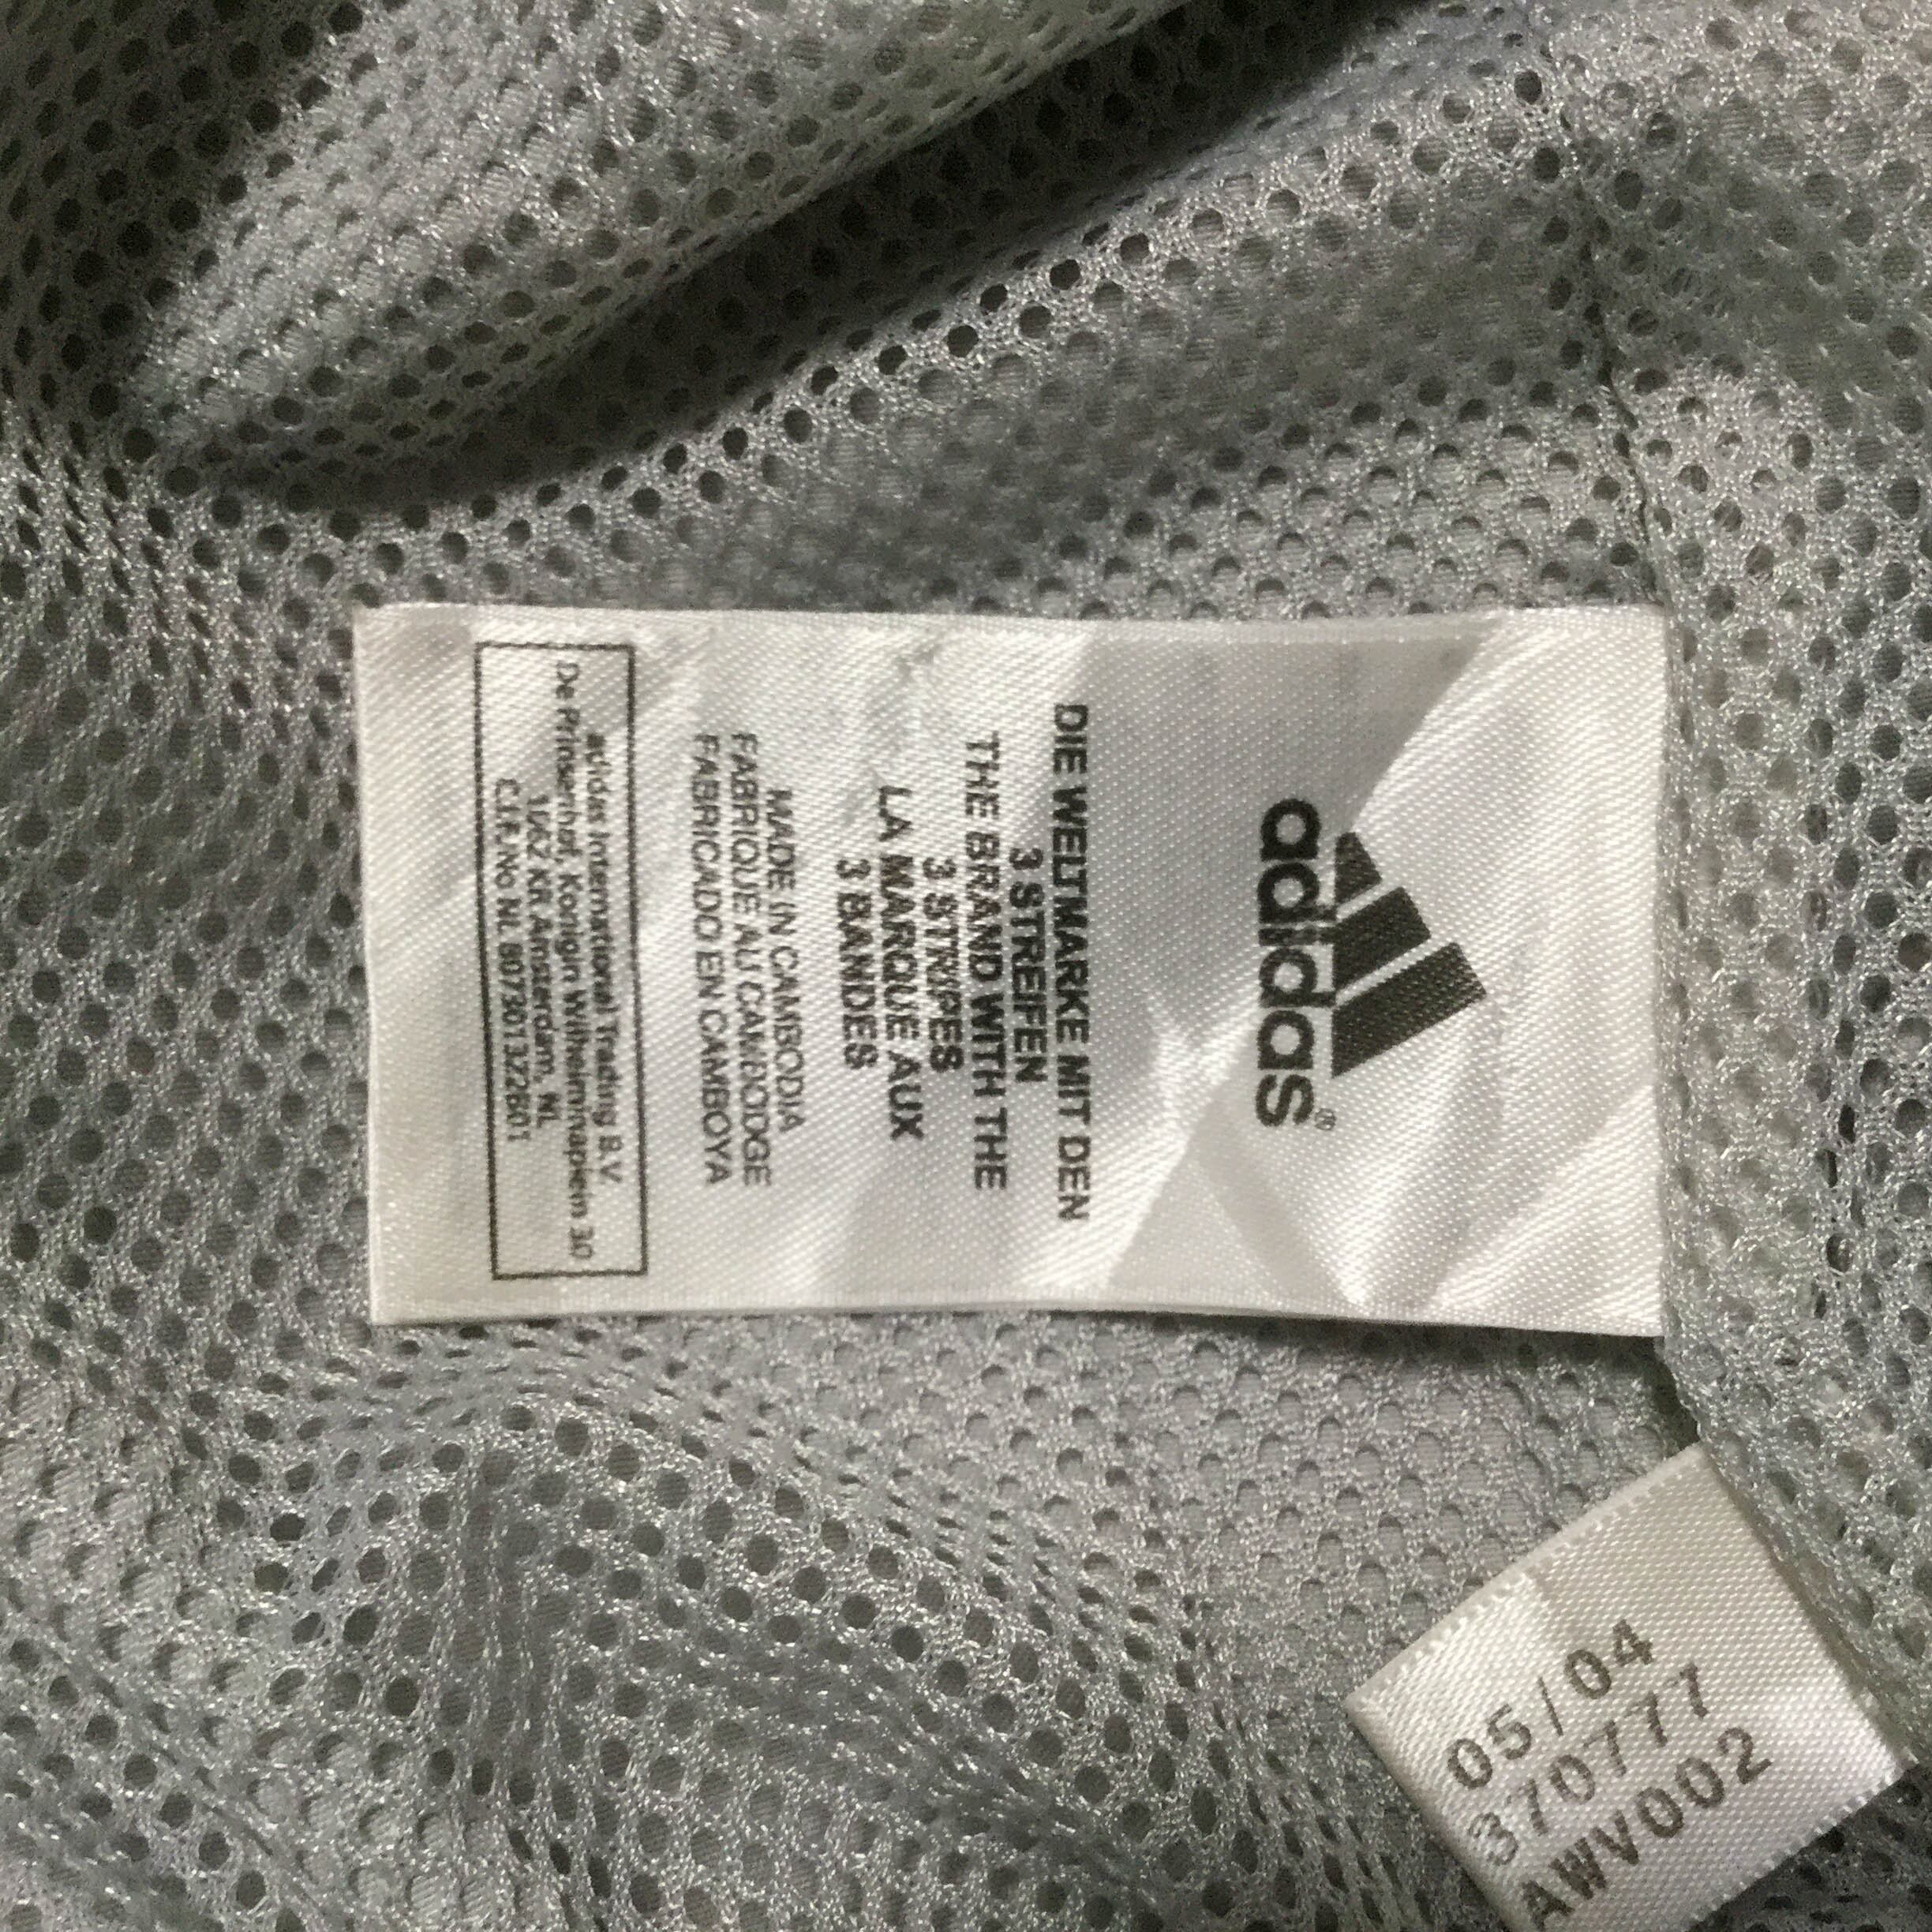 adidas®
DIE WELTMARKE MIT DEN
3 STREIFEN
THE BRAND WITH THE
3 STRIPES
LA MARQUE AUX
3 BANDES
MADE IN CAMBODIA
FABRIQUE AU CAMBODGE
FABRICADO EN CAMBOYA
adidas International Trading B.V.
De Prinsenhof, Konigin Wilhelminaplein 30
1062 KR Amserdam, NL
C.I.F. No NL 807301322B01
05/04
370777
AWV002